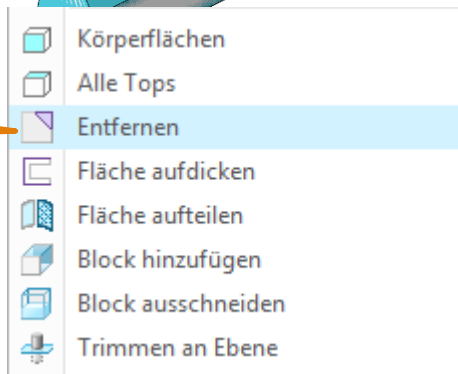 Körperflächen
Alle Tops
Entfernen
Fläche aufdicken
Fläche aufteilen
Block hinzufügen
Block ausschneiden
Trimmen an Ebene